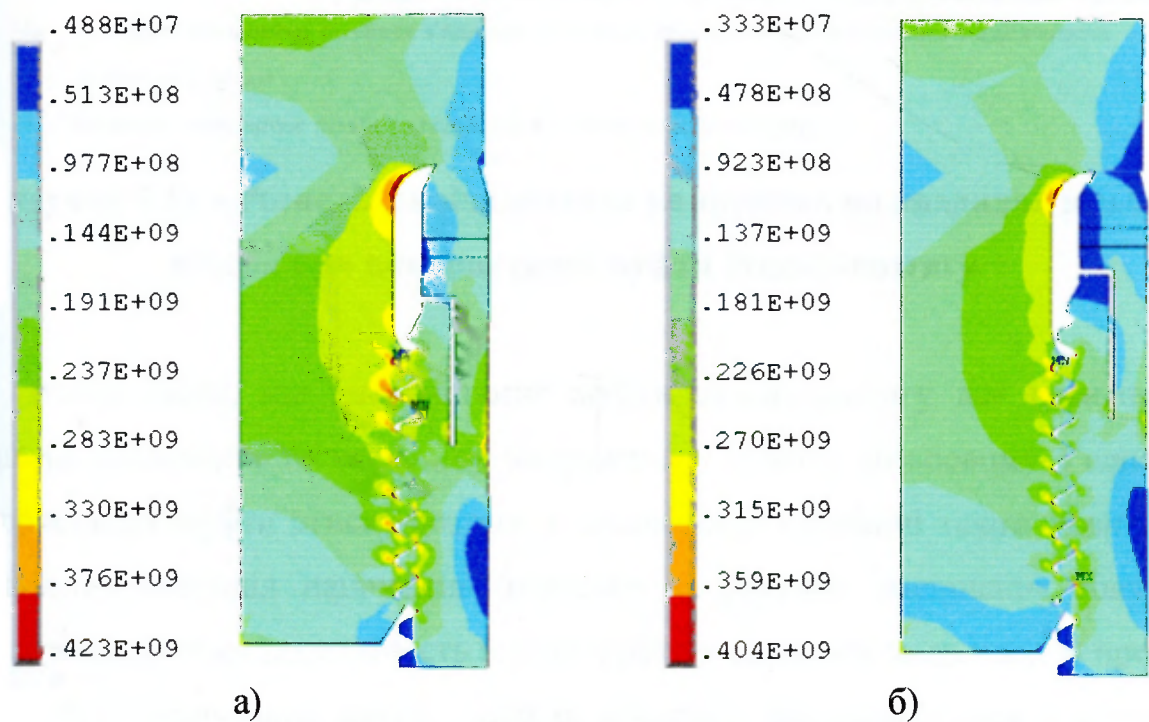 .488E+07
.513E+08
.977E+08
.144E+09
.191E+09
.237E+09
.283E+09
.330E+09
.376E+09
.423E+09
а)
.333E+07
.478E+08
.923E+08
.137E+09
.181E+09
.226E+09
.270E+09
.315E+09
.359E+09
.404E+09
MX
б)